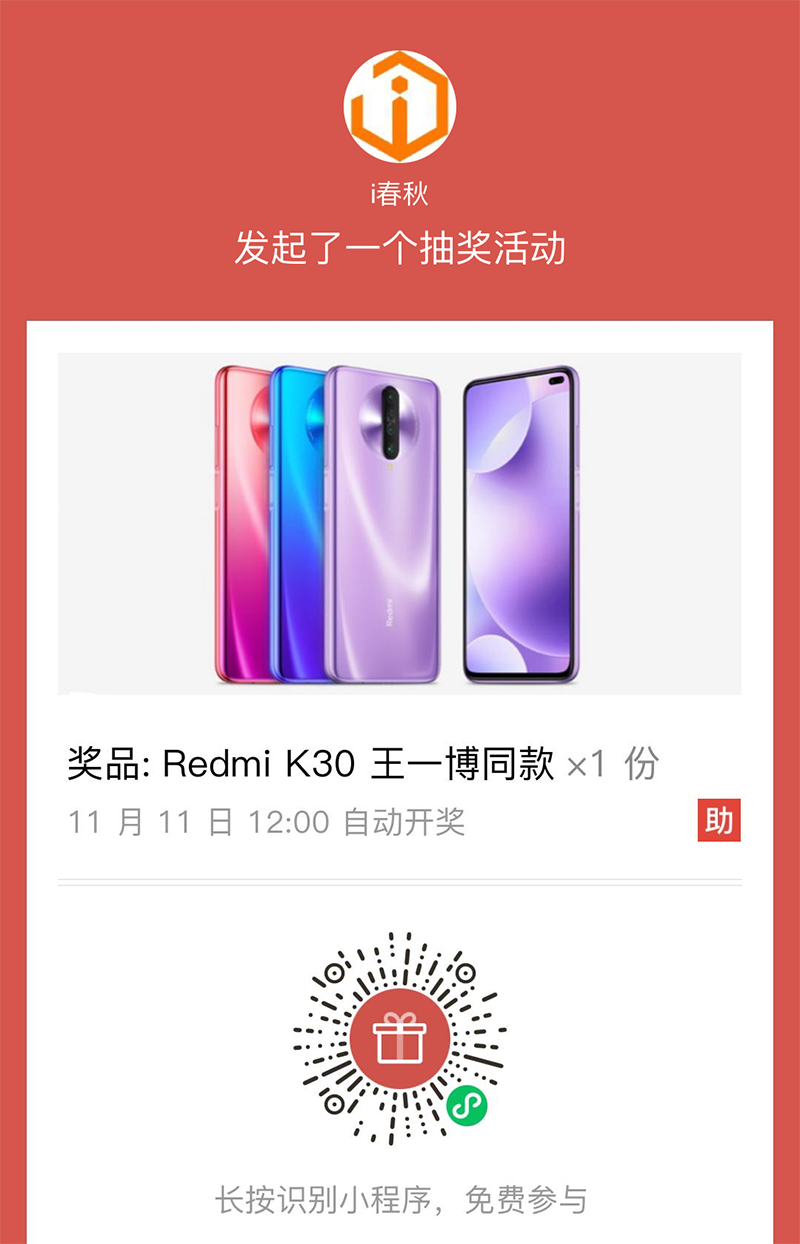 i春秋
发起了一个抽奖活动
Redmi
奖品: Redmi K30 王一博同款 ×1 份
11 月 11 日 12:00 自动开奖
助
长按识别小程序，免费参与